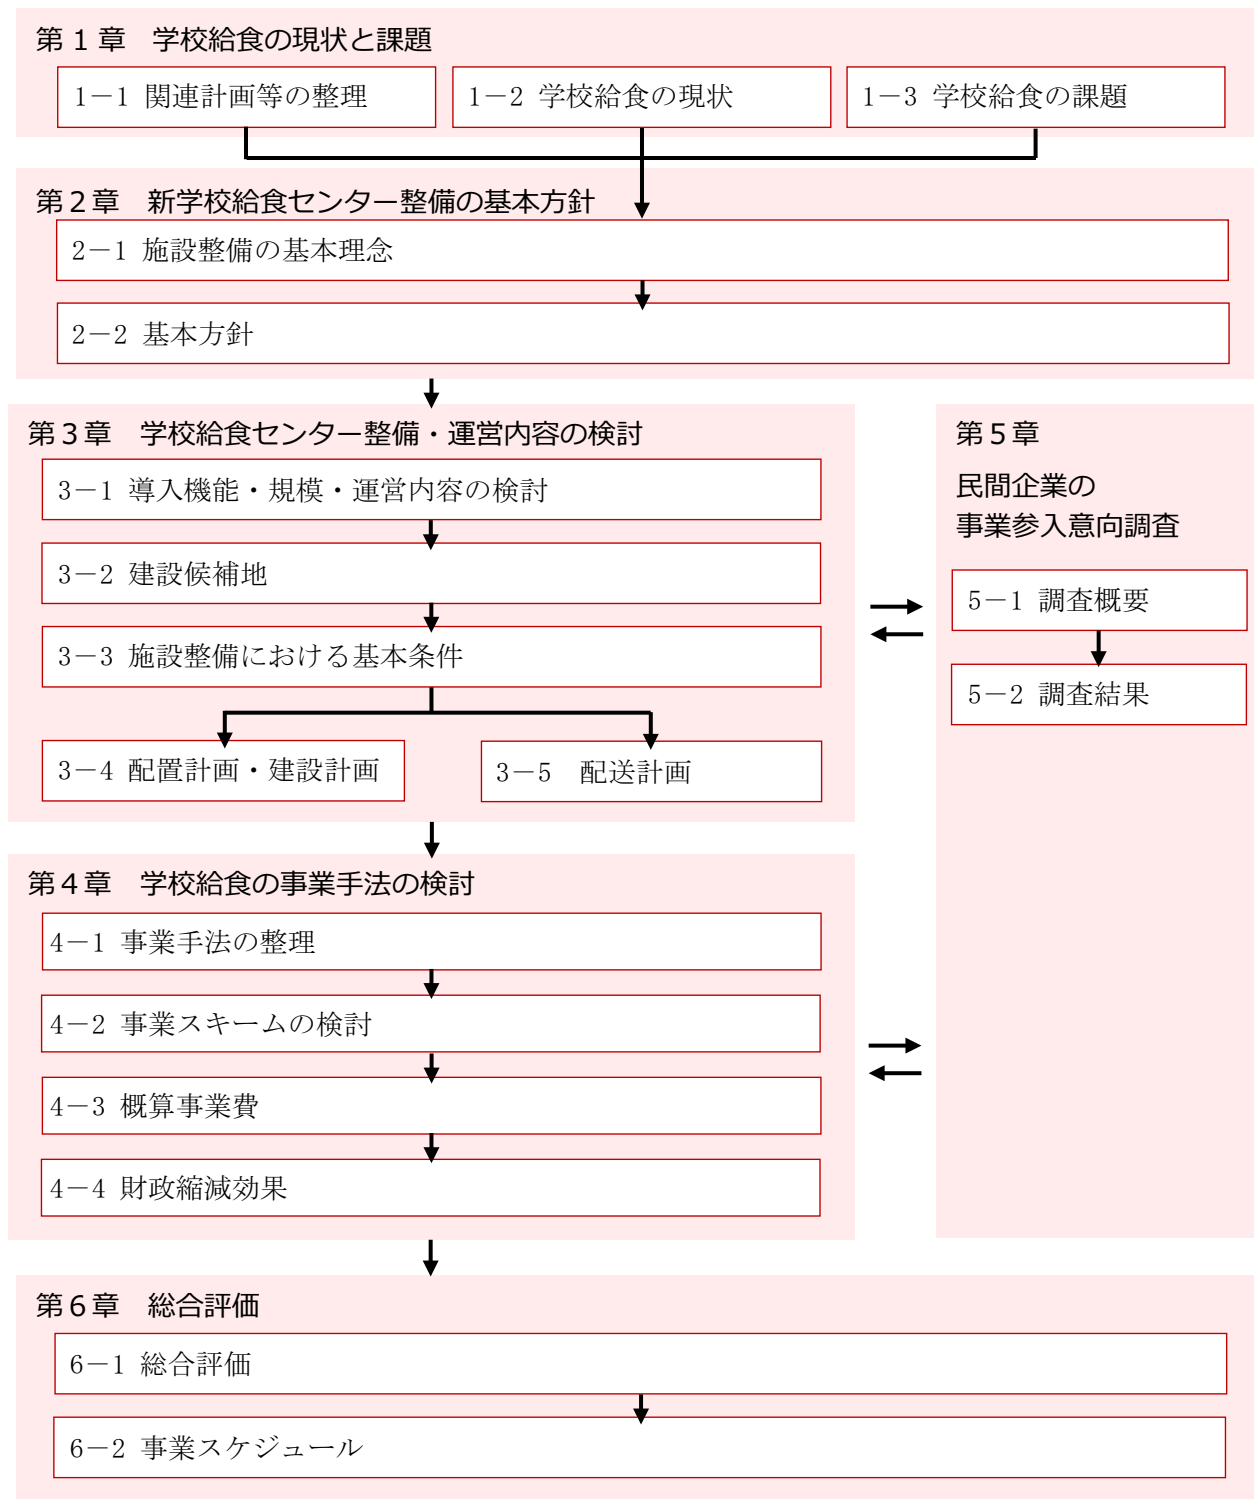 第１章　学校給食の現状と課題
1－1 関連計画等の整理
1－2 学校給食の現状
1－3 学校給食の課題
第２章　新学校給食センター整備の基本方針
2－1 施設整備の基本理念
2－2 基本方針
第３章　学校給食センター整備・運営内容の検討
3－1 導入機能・規模・運営内容の検討
3－2 建設候補地
3－3 施設整備における基本条件
3－4 配置計画・建設計画
3－5　配送計画
第５章
民間企業の
事業参入意向調査
5－1 調査概要
5－2 調査結果
第４章　学校給食の事業手法の検討
4－1 事業手法の整理
4－2 事業スキームの検討
4－3 概算事業費
4－4 財政縮減効果
第６章　総合評価
6－1 総合評価
6－2 事業スケジュール